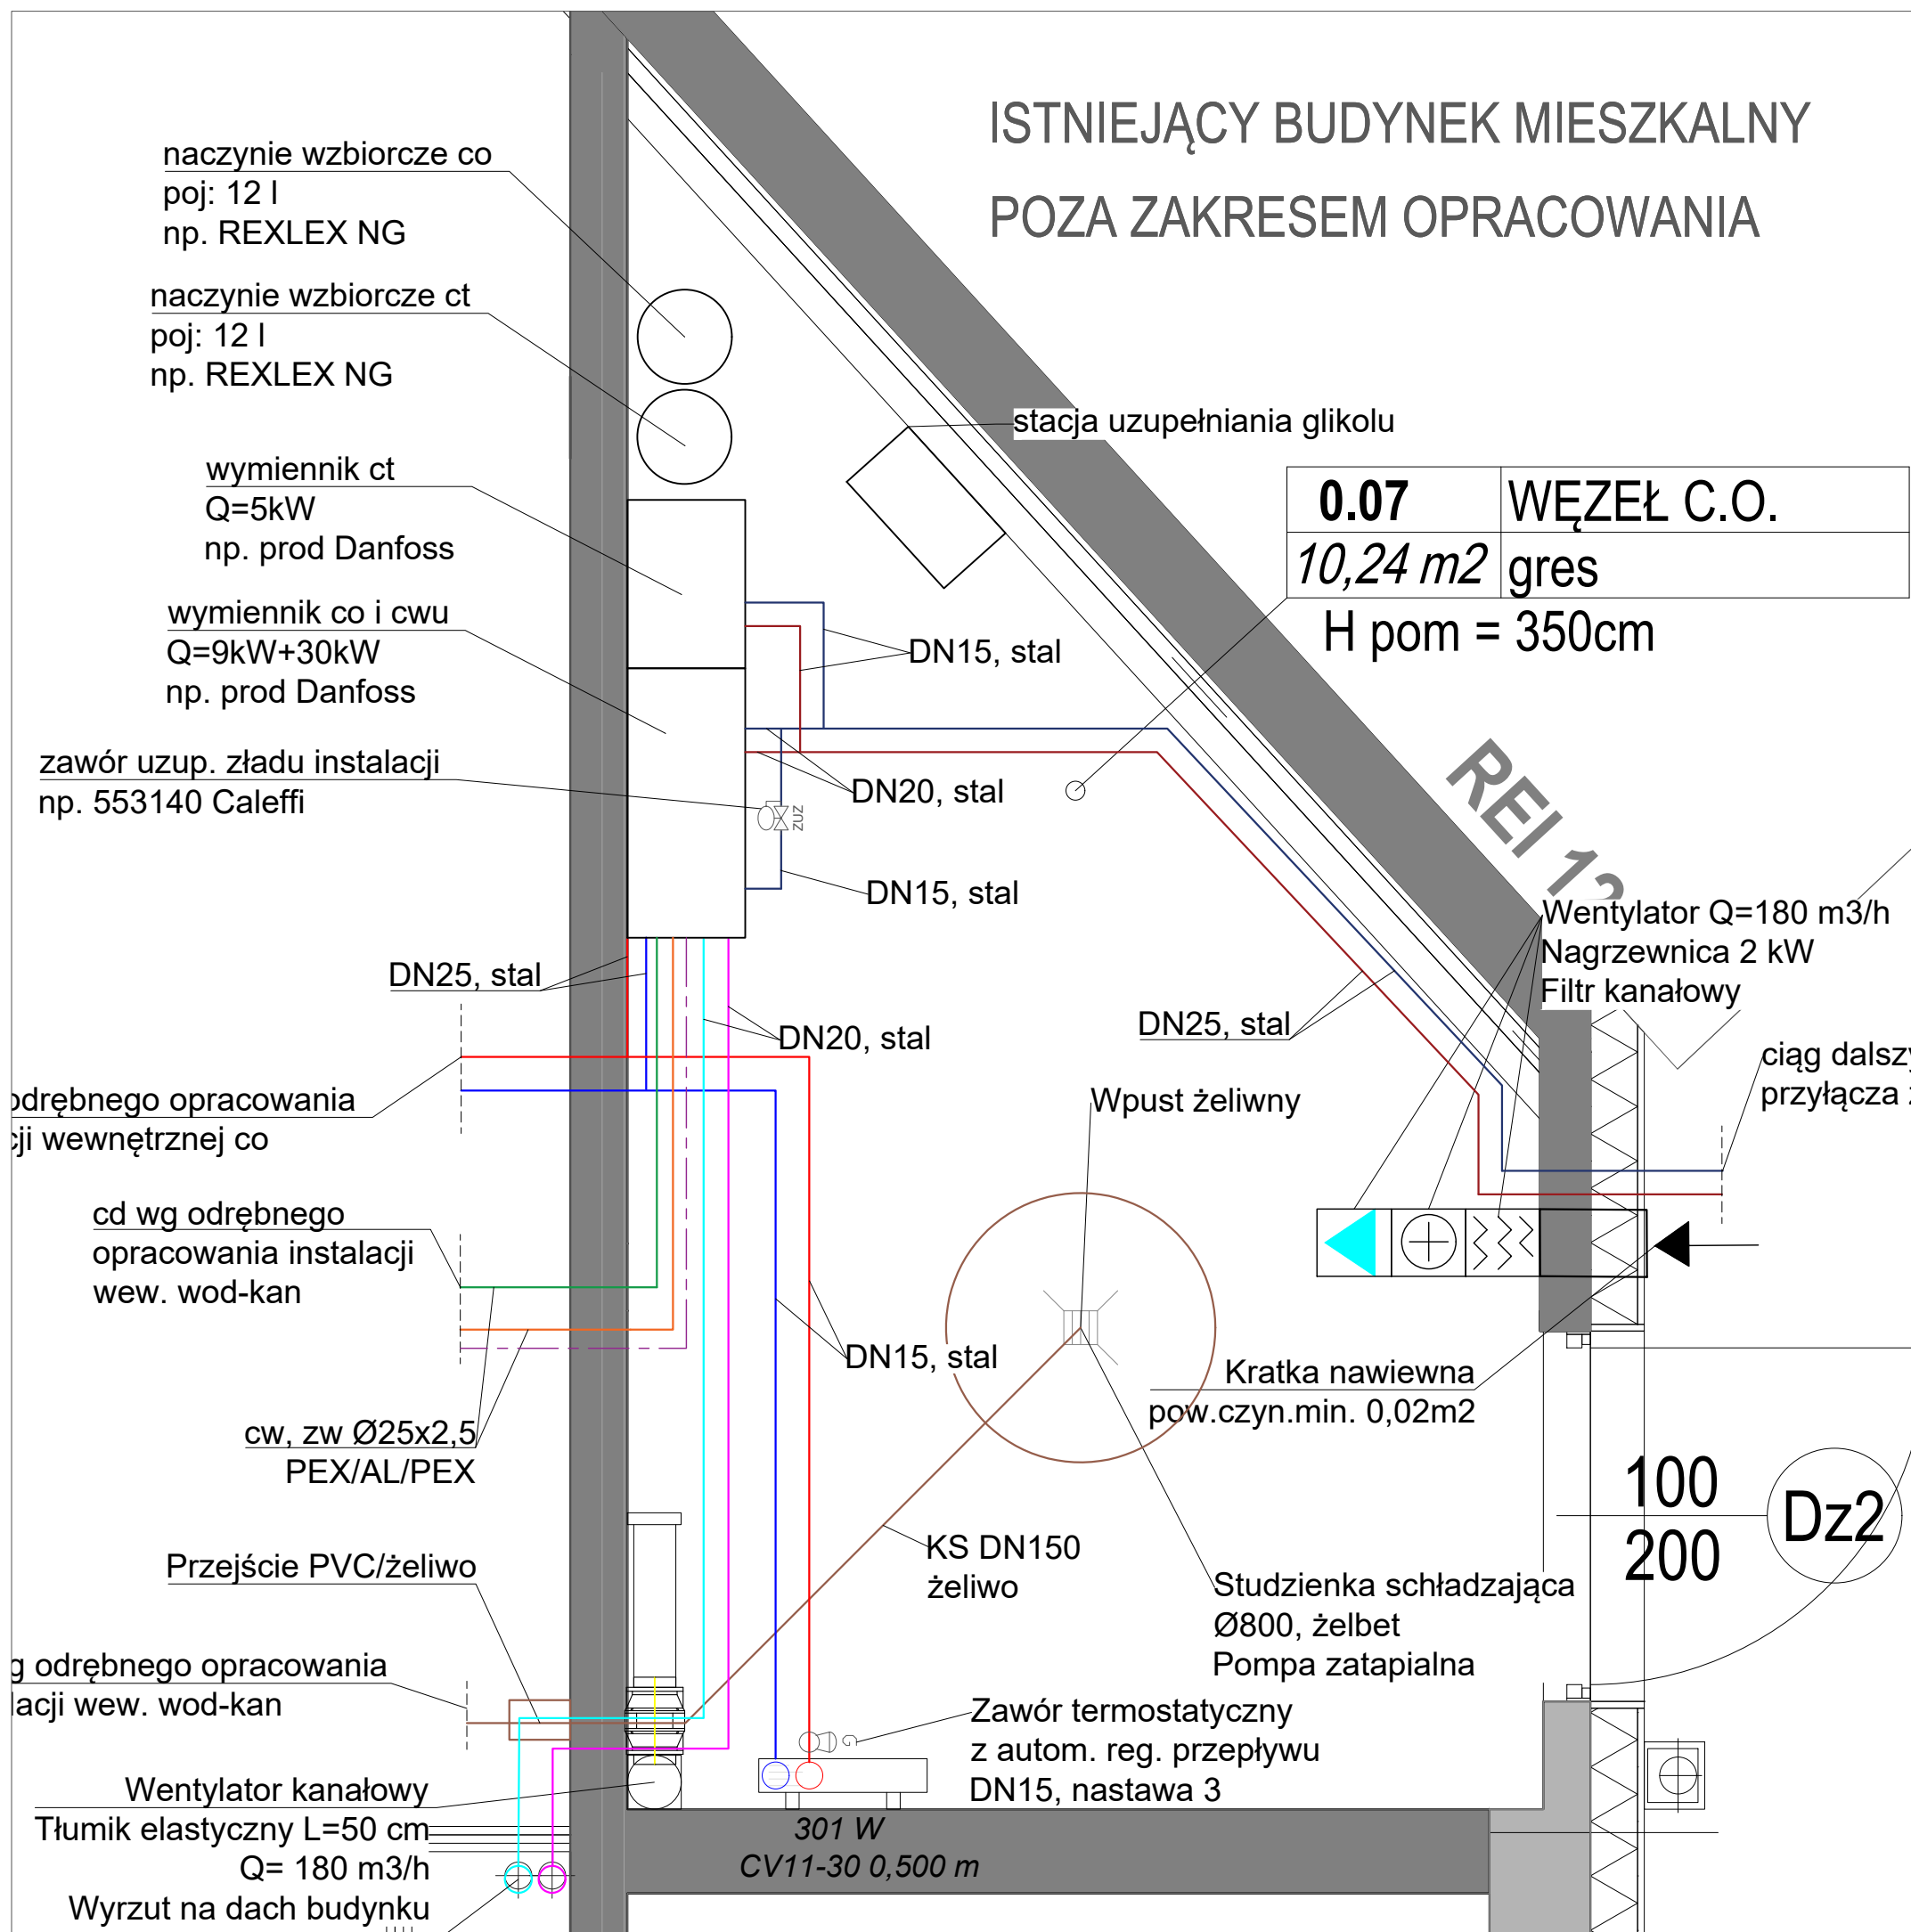 ISTNIEJĄCY BUDYNEK MIESZKALNY
POZA ZAKRESEM OPRACOWANIA
naczynie wzbiorcze co
poj: 12 l
np. REXLEX NG
naczynie wzbiorcze ct
poj: 12 l
np. REXLEX NG
stacja uzupełniania glikolu
wymiennik ct
Q=5kW
np. prod Danfoss
0.07 WĘZEŁ C.O.
10,24 m2 gres
H pom = 350cm
wymiennik co i cwu
Q=9kW+30kW
np. prod Danfoss
DN15, stal
zawór uzup. zładu instalacji
np. 553140 Caleffi
DN20, stal
ZUZ
DN15, stal
REI 12
Wentylator Q=180 m3/h
Nagrzewnica 2 kW
Filtr kanałowy
DN25, stal
DN20, stal
DN25, stal
ciąg dalszy
przyłącza
odrębnego opracowania
cji wewnętrznej co
Wpust żeliwny
cd wg odrębnego
opracowania instalacji
wew. wod-kan
DN15, stal
Kratka nawiewna
pow.czyn.min. 0,02m2
cw, zw Ø25x2,5
PEX/AL/PEX
100
200
Dz2
Przejście PVC/żeliwo
KS DN150
żeliwo
Studzienka schładzająca
Ø800, żelbet
Pompa zatapialna
g odrębnego opracowania
lacji wew. wod-kan
Zawór termostatyczny
z autom. reg. przepływu
DN15, nastawa 3
G
Wentylator kanałowy
Tłumik elastyczny L=50 cm
Q= 180 m3/h
Wyrzut na dach budynku
301 W
CV11-30 0,500 m